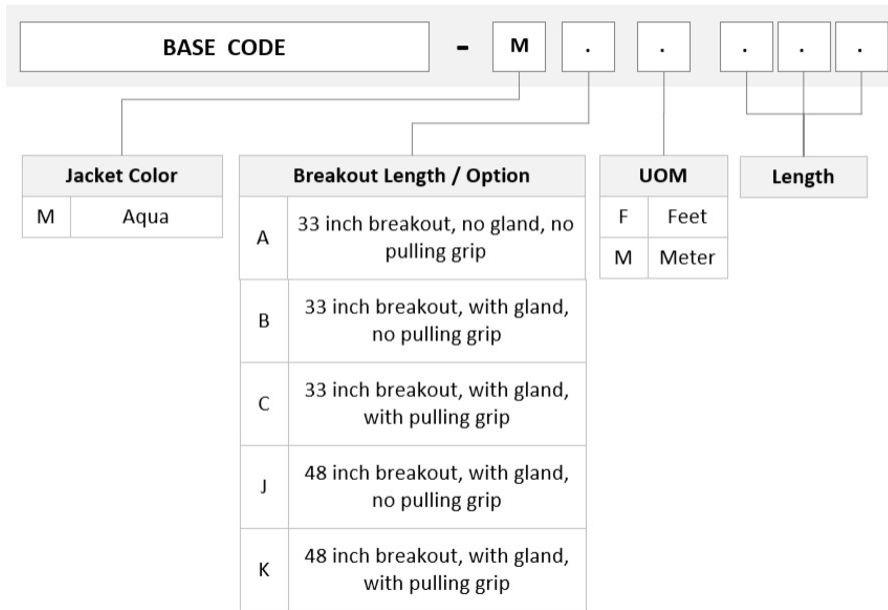 BASE CODE - M . . . . .
Jacket Color
M Aqua
Breakout Length / Option
A 33 inch breakout, no gland, no
pulling grip
B 33 inch breakout, with gland,
no pulling grip
C 33 inch breakout, with gland,
with pulling grip
J 48 inch breakout, with gland,
no pulling grip
K 48 inch breakout, with gland,
with pulling grip
UOM
F Feet
M Meter
Length